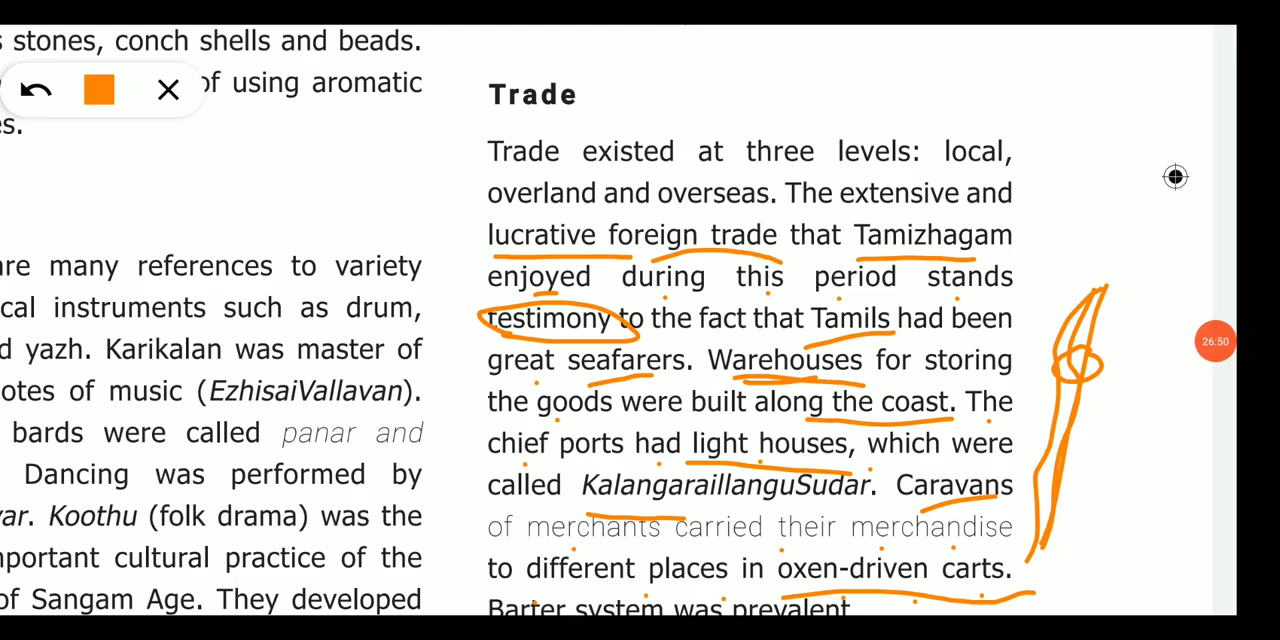 s stones, conch shells and beads.
of using aromatic
es.
are many references to variety
cal instruments such as drum,
d yazh. Karikalan was master of
otes of music (EzhisaiVallavan).
bards were called panar and
Dancing was performed by
var. Koothu (folk drama) was the
mportant cultural practice of the
of Sangam Age. They developed
Trade
Trade existed at three levels: local,
overland and overseas. The extensive and
lucrative foreign trade that Tamizhagam
enjoyed during this period stands
testimony to the fact that Tamils had been
great seafarers. Warehouses for storing
the goods were built along the coast. The
chief ports had light houses, which were
called KalangaraillanguSudar. Caravans
of merchants carried their merchandise
to different places in oxen-driven carts.
Barter system was prevalent
26:50